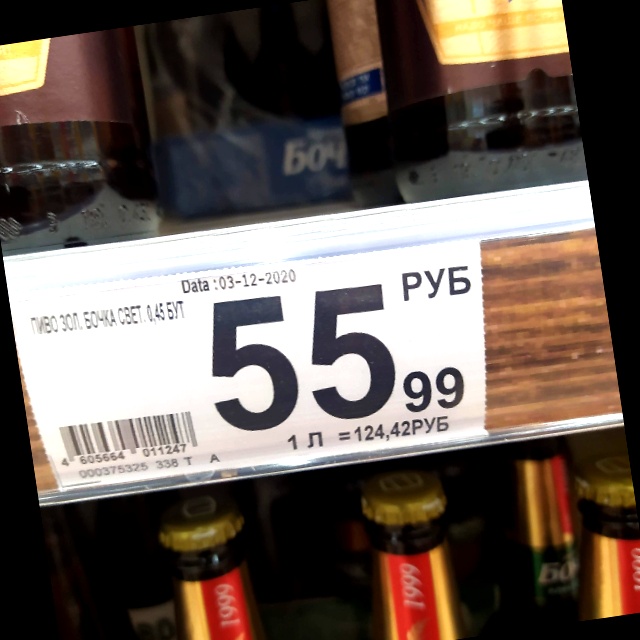 БОЧ
Data :03-12-2020
ПИВО ЗОЛ. БОЧКА СВЕТ. 0,45 БУТ
55 99 РУБ
1 Л =124,42РУБ
4 605664 011247
000375325 338 Т А
1999
1999
БО